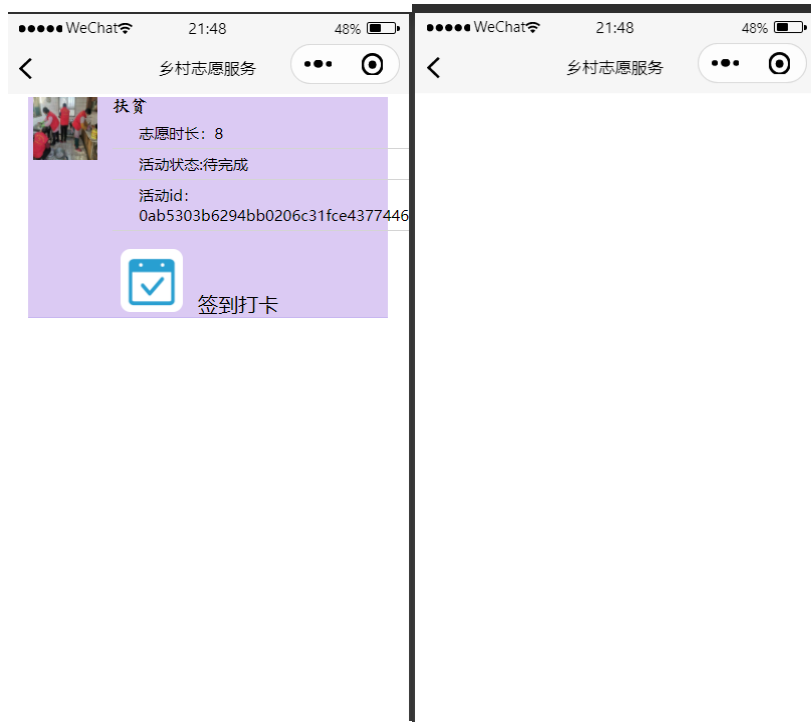 WeChat 21:48 48%
乡村志愿服务
扶贫
志愿时长：8
活动状态:待完成
活动id：
0ab5303b6294bb0206c31fce4377446
签到打卡
WeChat 21:48 48%
乡村志愿服务